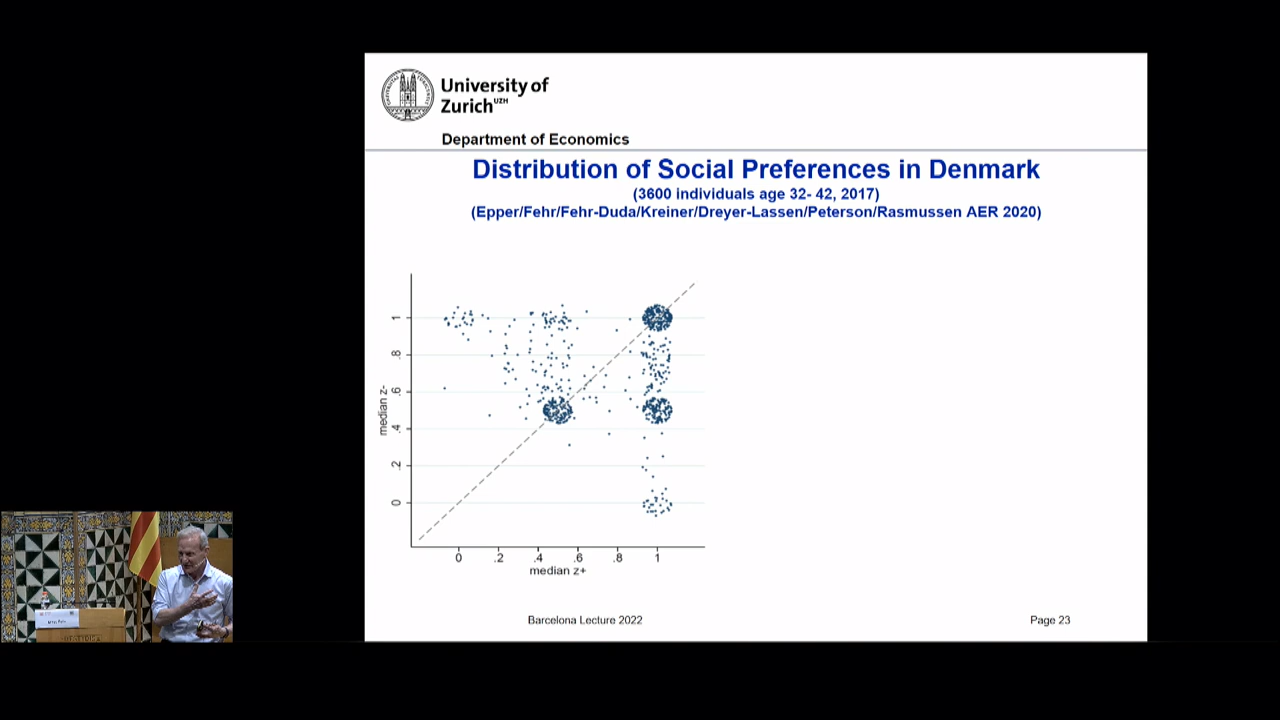 University of
Zurich UZH
Department of Economics
Distribution of Social Preferences in Denmark
(3600 individuals age 32- 42, 2017)
(Epper/Fehr/Fehr-Duda/Kreiner/Dreyer-Lassen/Peterson/Rasmussen AER 2020)
1
.8
.6
.4
.2
0
median z-
0
.2
.4
.6
.8
1
median z+
Barcelona Lecture 2022
Page 23